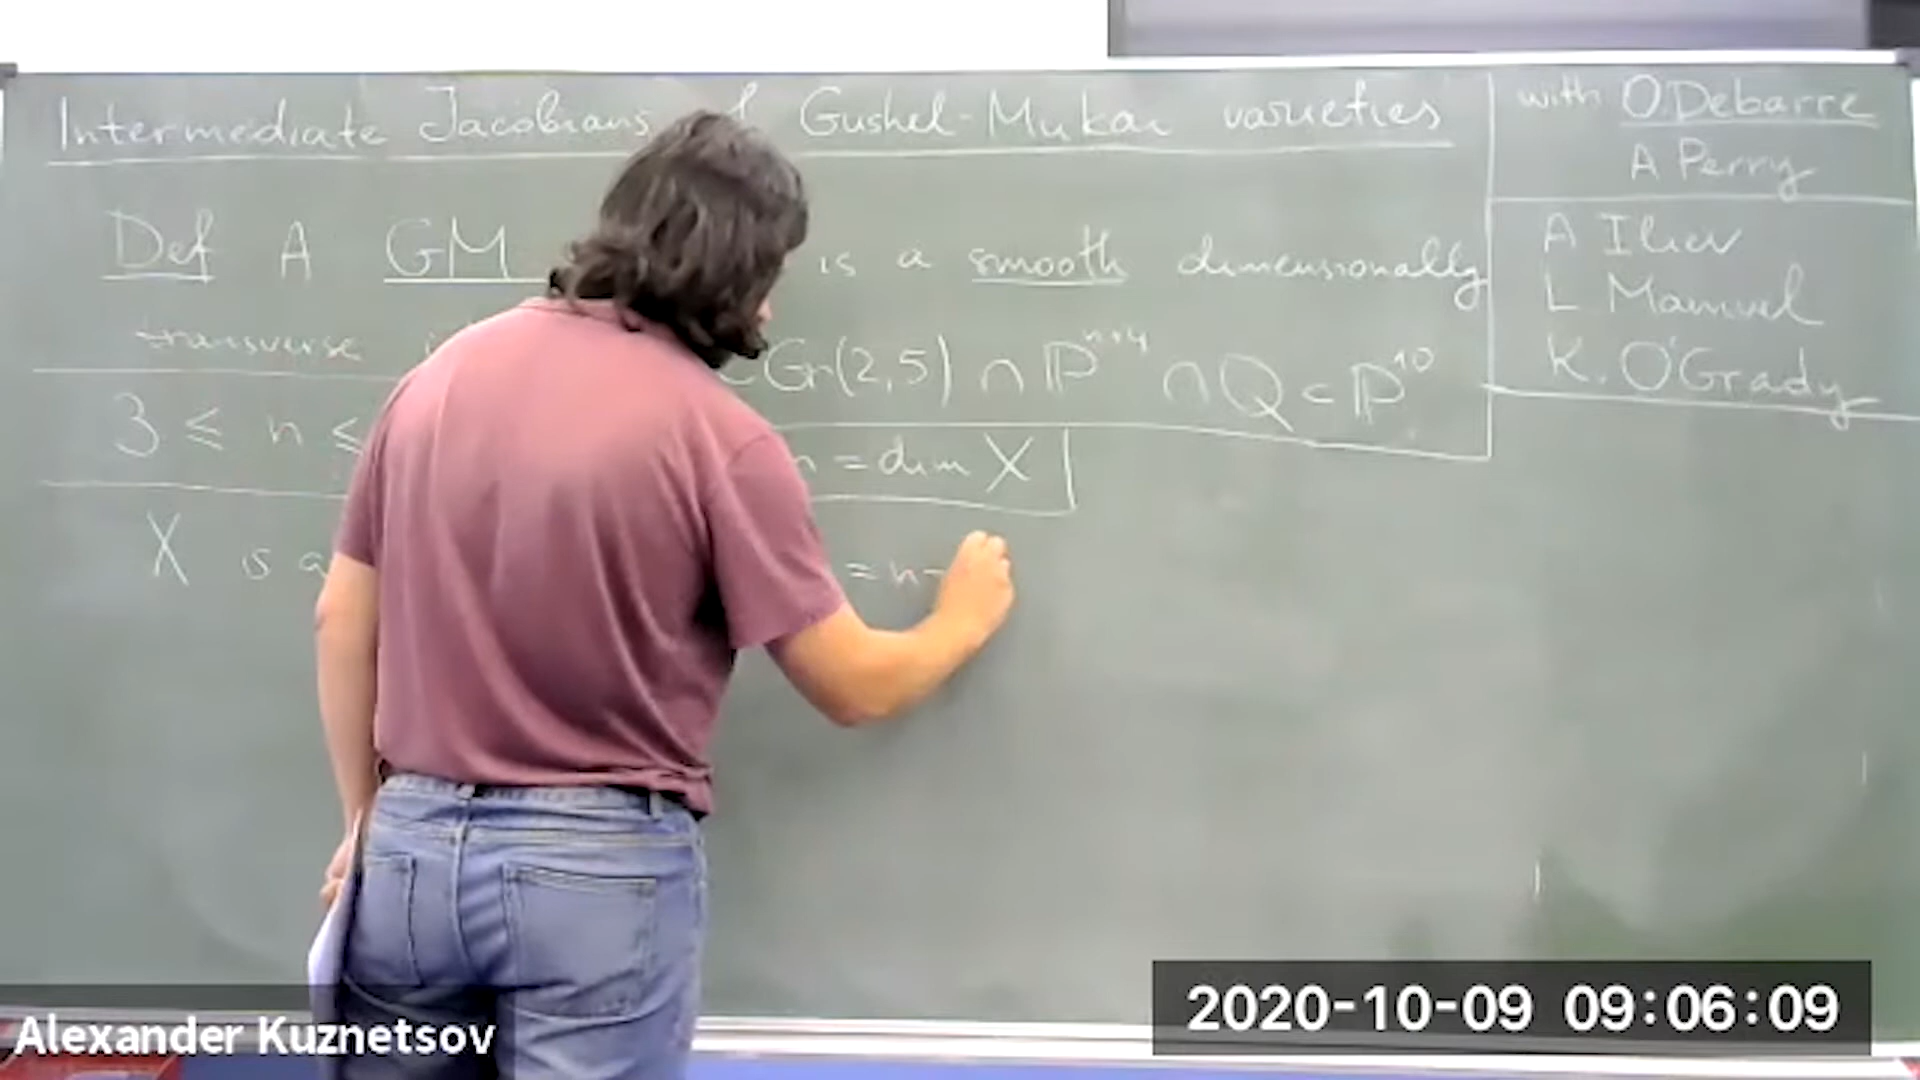 Intermediate Jacobians Gushel-Mukai varieties
Def A GM is a smooth dimensionally
transverse ⊂ Gr(2,5) ∩ ℙⁿ⁺⁴ ∩ Q ⊂ ℙ¹⁰
3 ≤ n ≤ n = dim X
X is a = n-
with O.Debarre
A Perry
A Iliev
L Manivel
K. O'Grady
Alexander Kuznetsov
2020-10-09 09:06:09